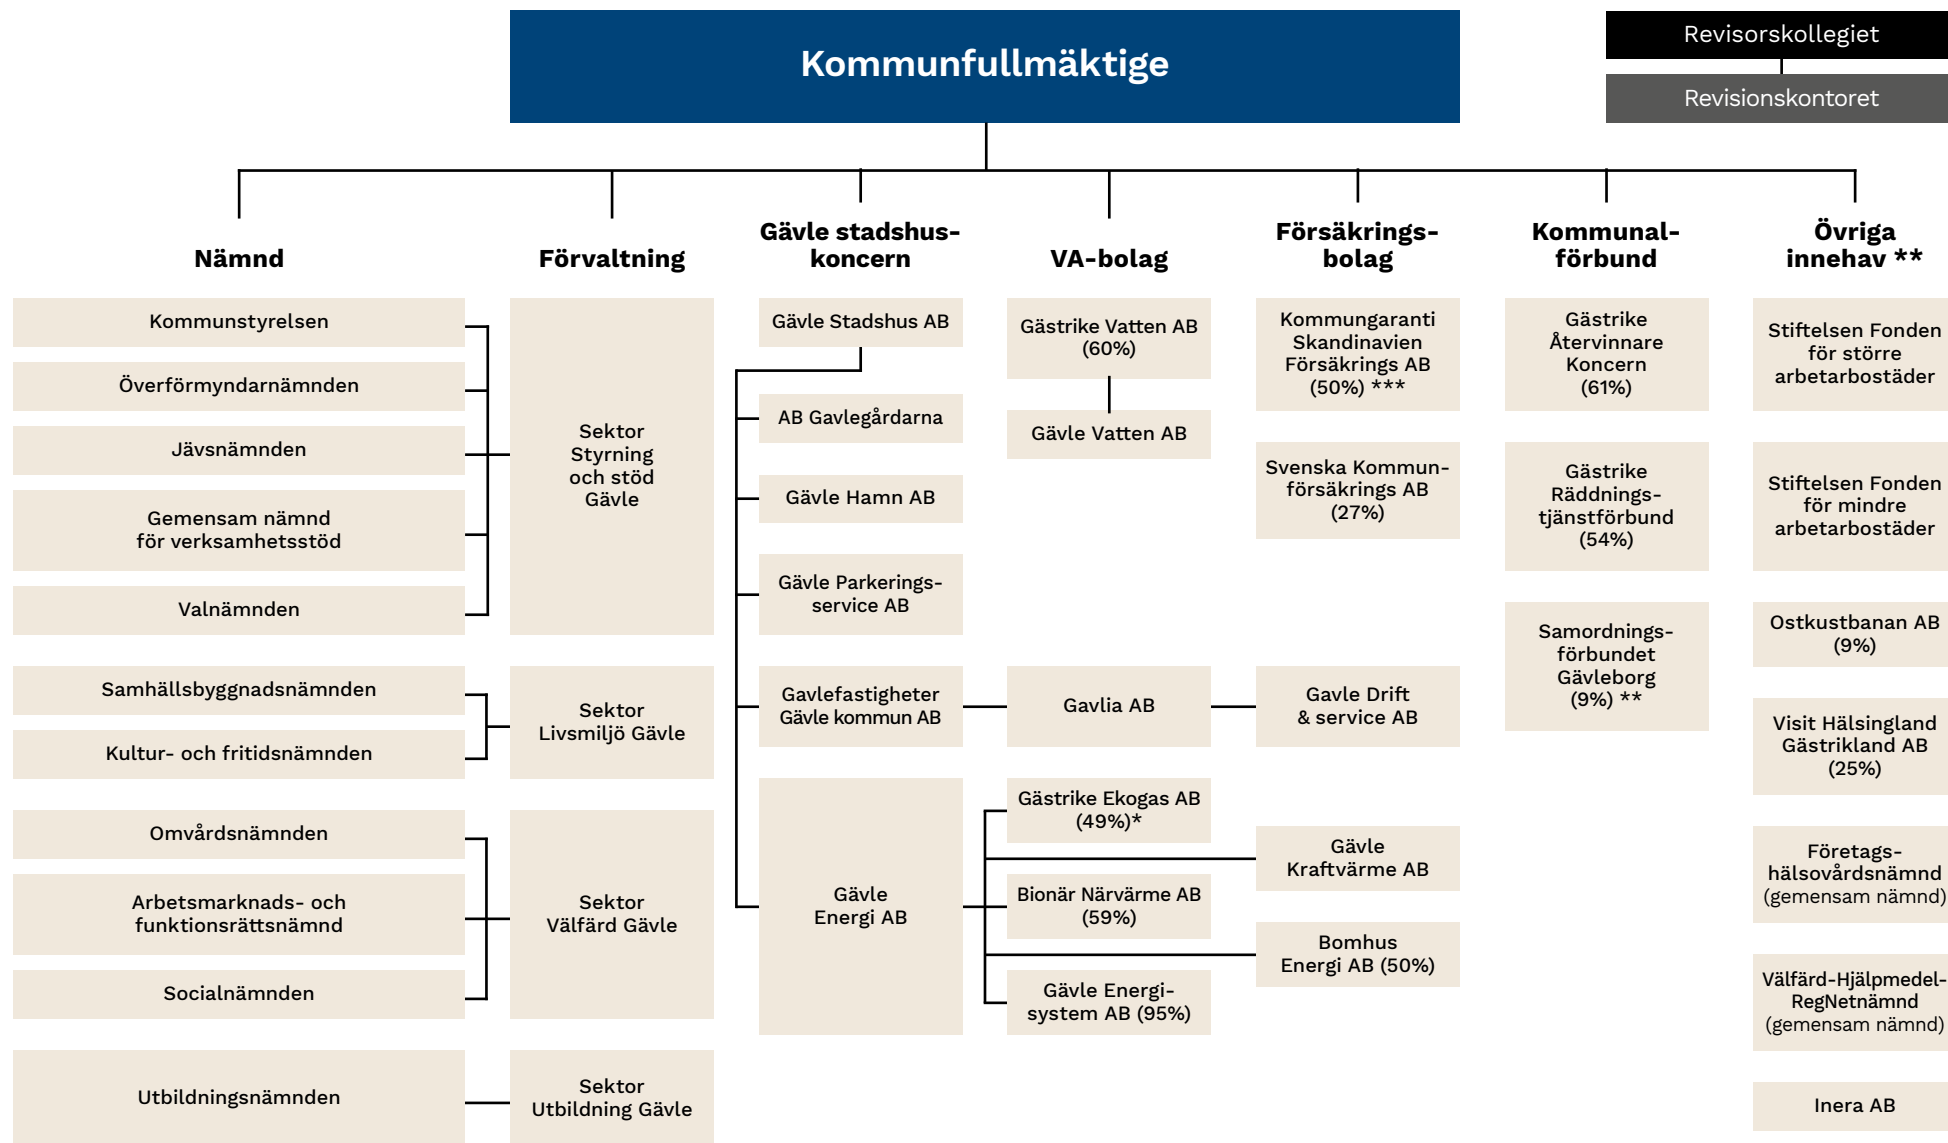 Kommunfullmäktige
Revisorskollegiet
Revisionskontoret
Nämnd
Kommunstyrelsen
Överförmyndarnämnden
Jävsnämnden
Gemensam nämnd
för verksamhetsstöd
Valnämnden
Samhällsbyggnadsnämnden
Kultur- och fritidsnämnden
Omvårdsnämnden
Arbetsmarknads- och
funktionsrättsnämnd
Socialnämnden
Utbildningsnämnden
Förvaltning
Sektor
Styrning
och stöd
Gävle
Sektor
Livsmiljö Gävle
Sektor
Välfärd Gävle
Sektor
Utbildning Gävle
Gävle stadshus-
koncern
Gävle Stadshus AB
AB Gavlegårdarna
Gävle Hamn AB
Gävle Parkerings-
service AB
Gavlefastigheter
Gävle kommun AB
Gävle
Energi AB
VA-bolag
Gästrike Vatten AB
(60%)
Gävle Vatten AB
Gavlia AB
Gästrike Ekogas AB
(49%)*
Bionär Närvärme AB
(59%)
Gävle Energi-
system AB (95%)
Försäkrings-
bolag
Kommungaranti
Skandinavien
Försäkrings AB
(50%) ***
Svenska Kommun-
försäkrings AB
(27%)
Gavle Drift
& service AB
Gävle
Kraftvärme AB
Bomhus
Energi AB (50%)
Kommunal-
förbund
Gästrike
Återvinnare
Koncern
(61%)
Gästrike
Räddnings-
tjänstförbund
(54%)
Samordnings-
förbundet
Gävleborg
(9%) **
Övriga
innehav **
Stiftelsen Fonden
för större
arbetarbostäder
Stiftelsen Fonden
för mindre
arbetarbostäder
Ostkustbanan AB
(9%)
Visit Hälsingland
Gästrikland AB
(25%)
Företags-
hälsovårdsnämnd
(gemensam nämnd)
Välfärd-Hjälpmedel-
RegNetnämnd
(gemensam nämnd)
Inera AB